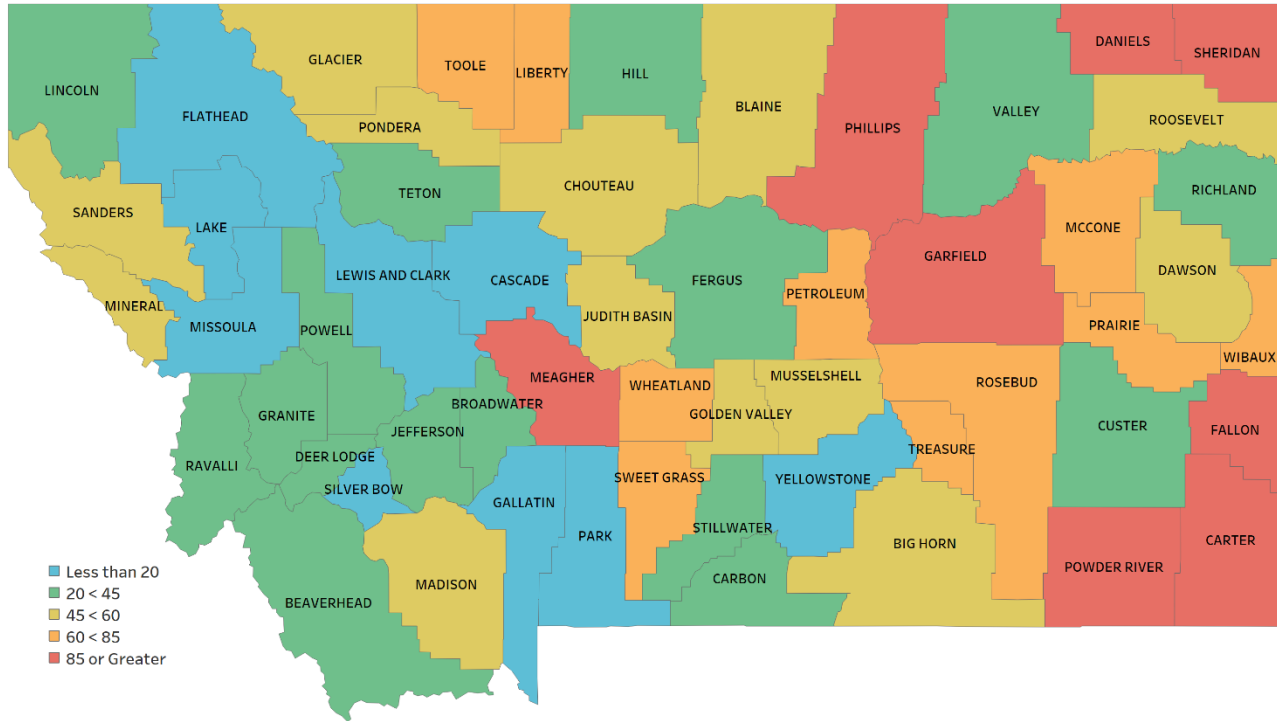 GLACIER
TOOLE
LIBERTY
HILL
BLAINE
PHILLIPS
VALLEY
DANIELS
SHERIDAN
LINCOLN
FLATHEAD
PONDERA
ROOSEVELT
TETON
CHOUTEAU
RICHLAND
SANDERS
LAKE
LEWIS AND CLARK
CASCADE
FERGUS
PETROLEUM
GARFIELD
MCCONE
DAWSON
MINERAL
MISSOULA
POWELL
JUDITH BASIN
PRAIRIE
WIBAUX
MEAGHER
WHEATLAND
MUSSELSHELL
ROSEBUD
GRANITE
BROADWATER
GOLDEN VALLEY
CUSTER
FALLON
RAVALLI
DEER LODGE
JEFFERSON
TREASURE
SILVER BOW
GALLATIN
PARK
SWEET GRASS
YELLOWSTONE
STILLWATER
BIG HORN
CARTER
POWDER RIVER
BEAVERHEAD
MADISON
CARBON
Less than 20
20 < 45
45 < 60
60 < 85
85 or Greater